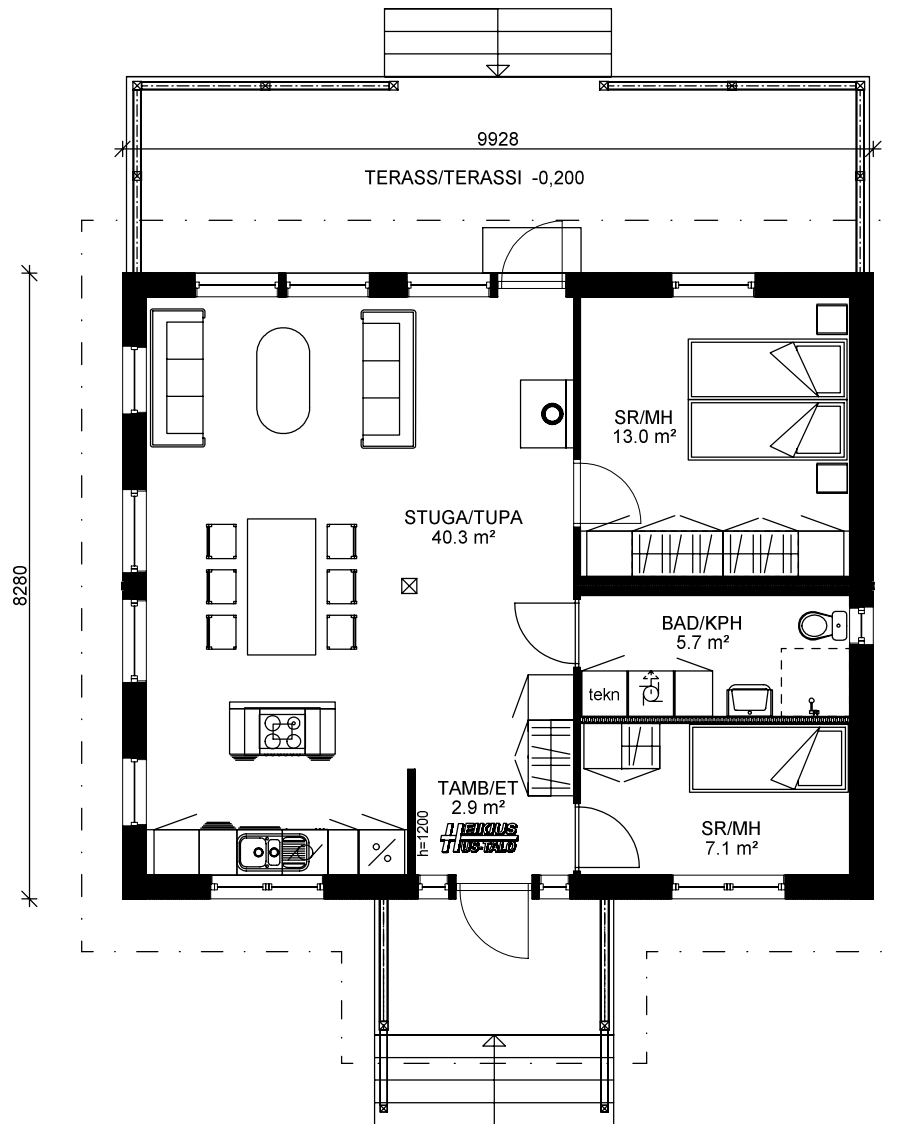 9928
TERASS/TERASSI -0,200
8280
SR/MH
13.0 m²
STUGA/TUPA
40.3 m²
BAD/KPH
5.7 m²
tekn
TAMB/ET
2.9 m²
h=1200
HEIKIUS
HUS-TALO
SR/MH
7.1 m²